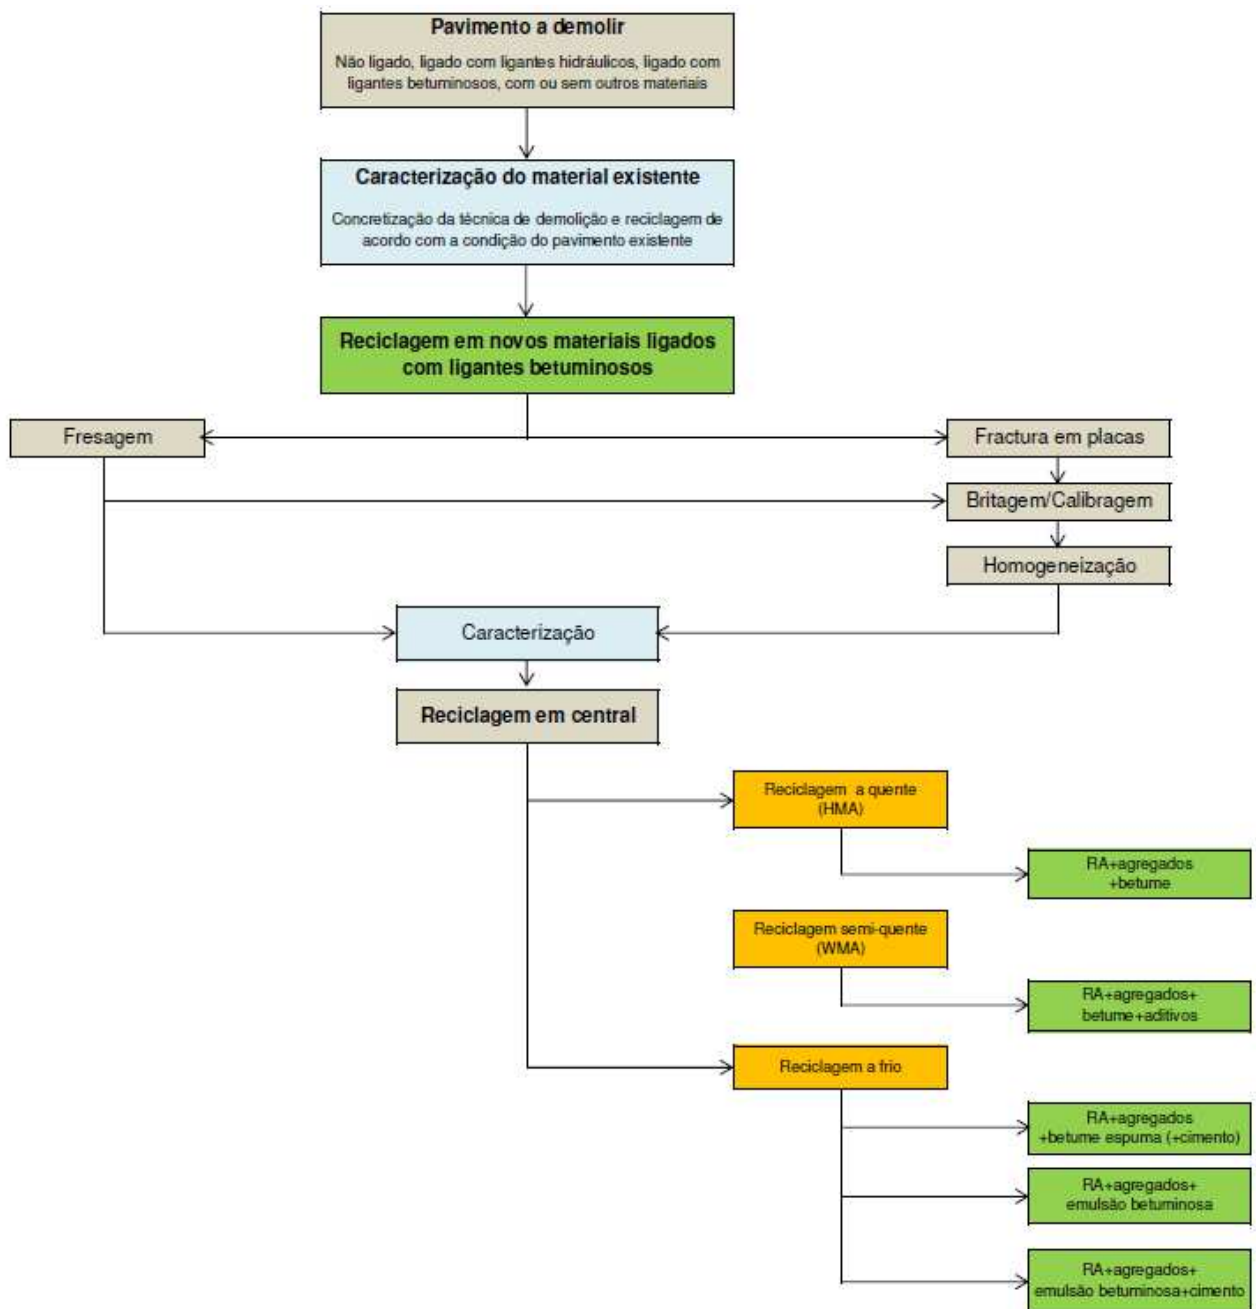 Pavimento a demolir
Não ligado, ligado com ligantes hidráulicos, ligado com
ligantes betuminosos, com ou sem outros materiais
Caracterização do material existente
Concretização da técnica de demolição e reciclagem de
acordo com a condição do pavimento existente
Reciclagem em novos materiais ligados
com ligantes betuminosos
Fresagem
Fractura em placas
Britagem/Calibragem
Homogeneização
Caracterização
Reciclagem em central
Reciclagem a quente
(HMA)
RA+agregados
+betume
Reciclagem semi-quente
(WMA)
RA+agregados+
betume+aditivos
Reciclagem a frio
RA+agregados
+betume espuma (+cimento)
RA+agregados+
emulsão betuminosa
RA+agregados+
emulsão betuminosa+cimento